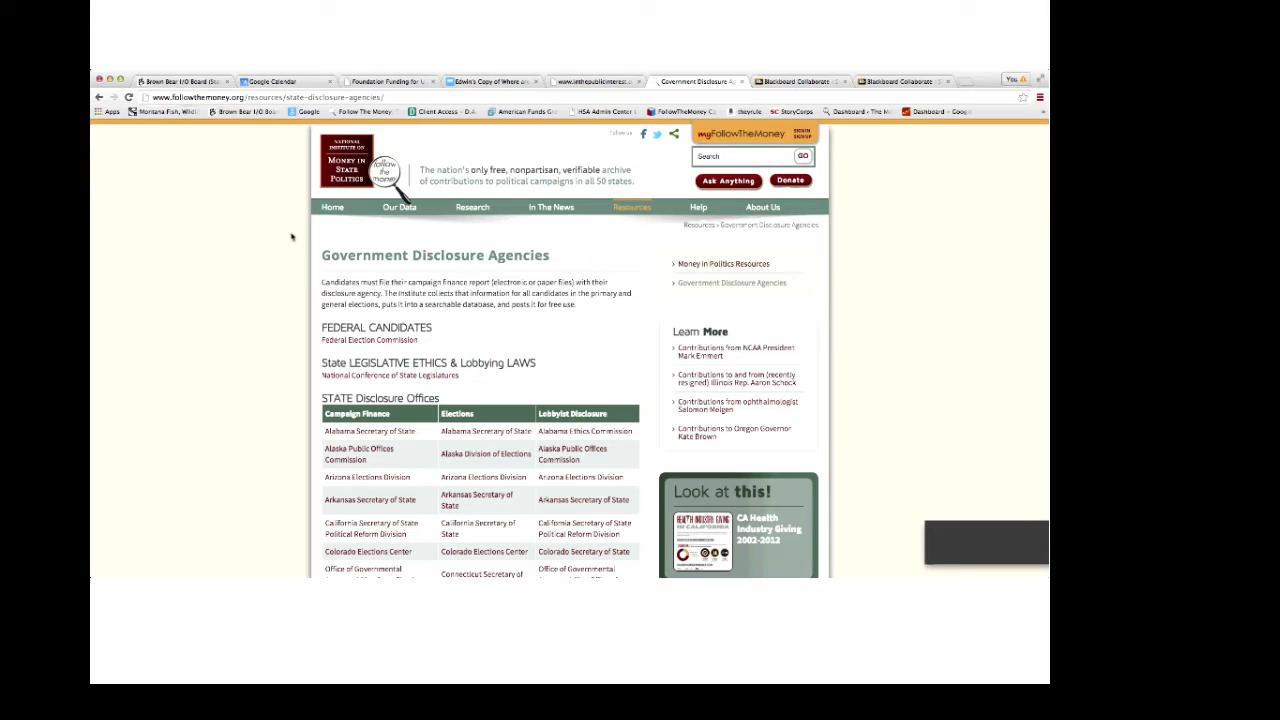 Brown Bear I/O Board (Sta
Google Calendar
Foundation Funding for U
Edwin's Copy of Where are
www.inthepublicinterest.o
Government Disclosure Ag
Blackboard Collaborate
Blackboard Collaborate
You
www.followthemoney.org/resources/state-disclosure-agencies/
Apps
Montana Fish, Wildli
Brown Bear I/O Boar
Google
Follow The Money
Client Access - D.A.
American Funds Gr
HSA Admin Center
FollowTheMoney Ca
theyrule
SC StoryCorps
Dashboard • The Mo
Dashboard - Google
NATIONAL
INSTITUTE ON
MONEY IN
STATE
POLITICS
follow
the
money
The nation's only free, nonpartisan, verifiable archive
of contributions to political campaigns in all 50 states.
Follow us
myFollowTheMoney
SIGN IN
SIGN UP
Search
GO
Ask Anything
Donate
Home
Our Data
Research
In The News
Resources
Help
About Us
Resources › Government Disclosure Agencies
Government Disclosure Agencies
Candidates must file their campaign finance report (electronic or paper files) with their
disclosure agency. The Institute collects that information for all candidates in the primary and
general elections, puts it into a searchable database, and posts it for free use.
FEDERAL CANDIDATES
Federal Election Commission
State LEGISLATIVE ETHICS & Lobbying LAWS
National Conference of State Legislatures
STATE Disclosure Offices
Campaign Finance
Elections
Lobbyist Disclosure
Alabama Secretary of State
Alabama Secretary of State
Alabama Ethics Commission
Alaska Public Offices
Commission
Alaska Division of Elections
Alaska Public Offices
Commission
Arizona Elections Division
Arizona Elections Division
Arizona Elections Division
Arkansas Secretary of State
Arkansas Secretary of
State
Arkansas Secretary of State
California Secretary of State
Political Reform Division
California Secretary of
State
California Secretary of State
Political Reform Division
Colorado Elections Center
Colorado Elections Center
Colorado Secretary of State
Office of Governmental
Connecticut Secretary of
Office of Governmental
Money in Politics Resources
Government Disclosure Agencies
Learn More
Contributions from NCAA President
Mark Emmert
Contributions to and from (recently
resigned) Illinois Rep. Aaron Schock
Contributions from ophthalmologist
Salomon Melgen
Contributions to Oregon Governor
Kate Brown
Look at this!
HEALTH INDUSTRY GIVING
IN CALIFORNIA
CA Health
Industry Giving
2002-2012